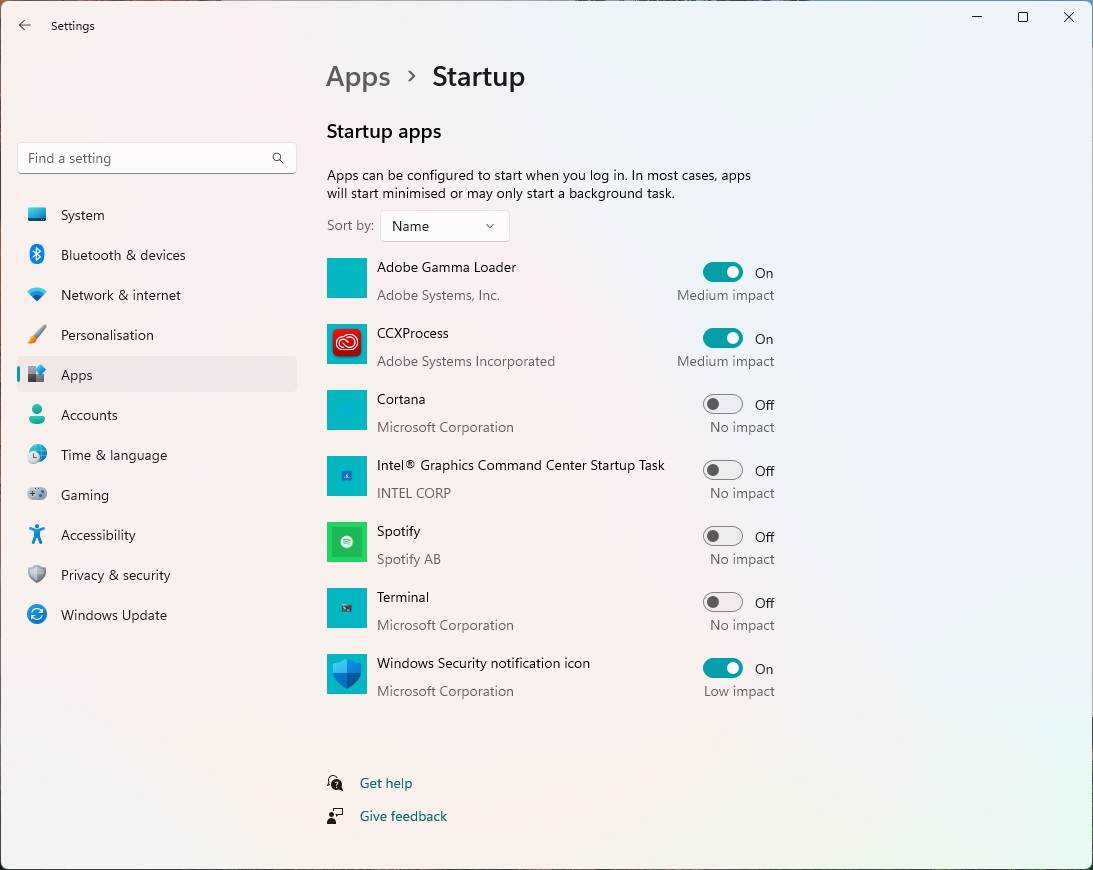 Settings
Apps > Startup
Startup apps
Find a setting
Apps can be configured to start when you log in. In most cases, apps
will start minimised or may only start a background task.
Sort by: Name
System
Bluetooth & devices
Network & internet
Personalisation
Apps
Accounts
Time & language
Gaming
Accessibility
Privacy & security
Windows Update
Adobe Gamma Loader
On
Adobe Systems, Inc.
Medium impact
CCXProcess
On
Adobe Systems Incorporated
Medium impact
Cortana
Off
Microsoft Corporation
No impact
Intel® Graphics Command Center Startup Task
Off
INTEL CORP
No impact
Spotify
Off
Spotify AB
No impact
Terminal
Off
Microsoft Corporation
No impact
Windows Security notification icon
On
Microsoft Corporation
Low impact
Get help
Give feedback